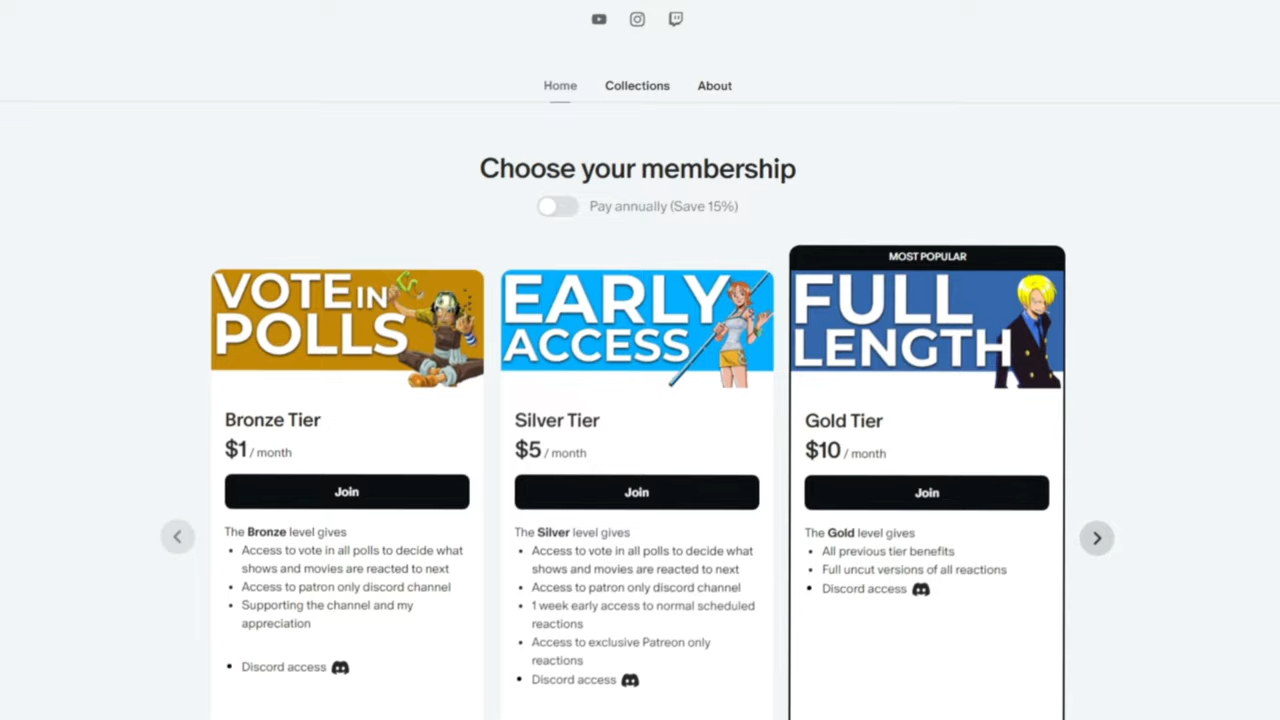 Home
Collections
About
Choose your membership
Pay annually (Save 15%)
VOTE IN
POLLS
Bronze Tier
$1 / month
Join
The Bronze level gives
• Access to vote in all polls to decide what
shows and movies are reacted to next
• Access to patron only discord channel
• Supporting the channel and my
appreciation
• Discord access
EARLY
ACCESS
Silver Tier
$5 / month
Join
The Silver level gives
• Access to vote in all polls to decide what
shows and movies are reacted to next
• Access to patron only discord channel
• 1 week early access to normal scheduled
reactions
• Access to exclusive Patreon only
reactions
• Discord access
MOST POPULAR
FULL
LENGTH
Gold Tier
$10 / month
Join
The Gold level gives
• All previous tier benefits
• Full uncut versions of all reactions
• Discord access